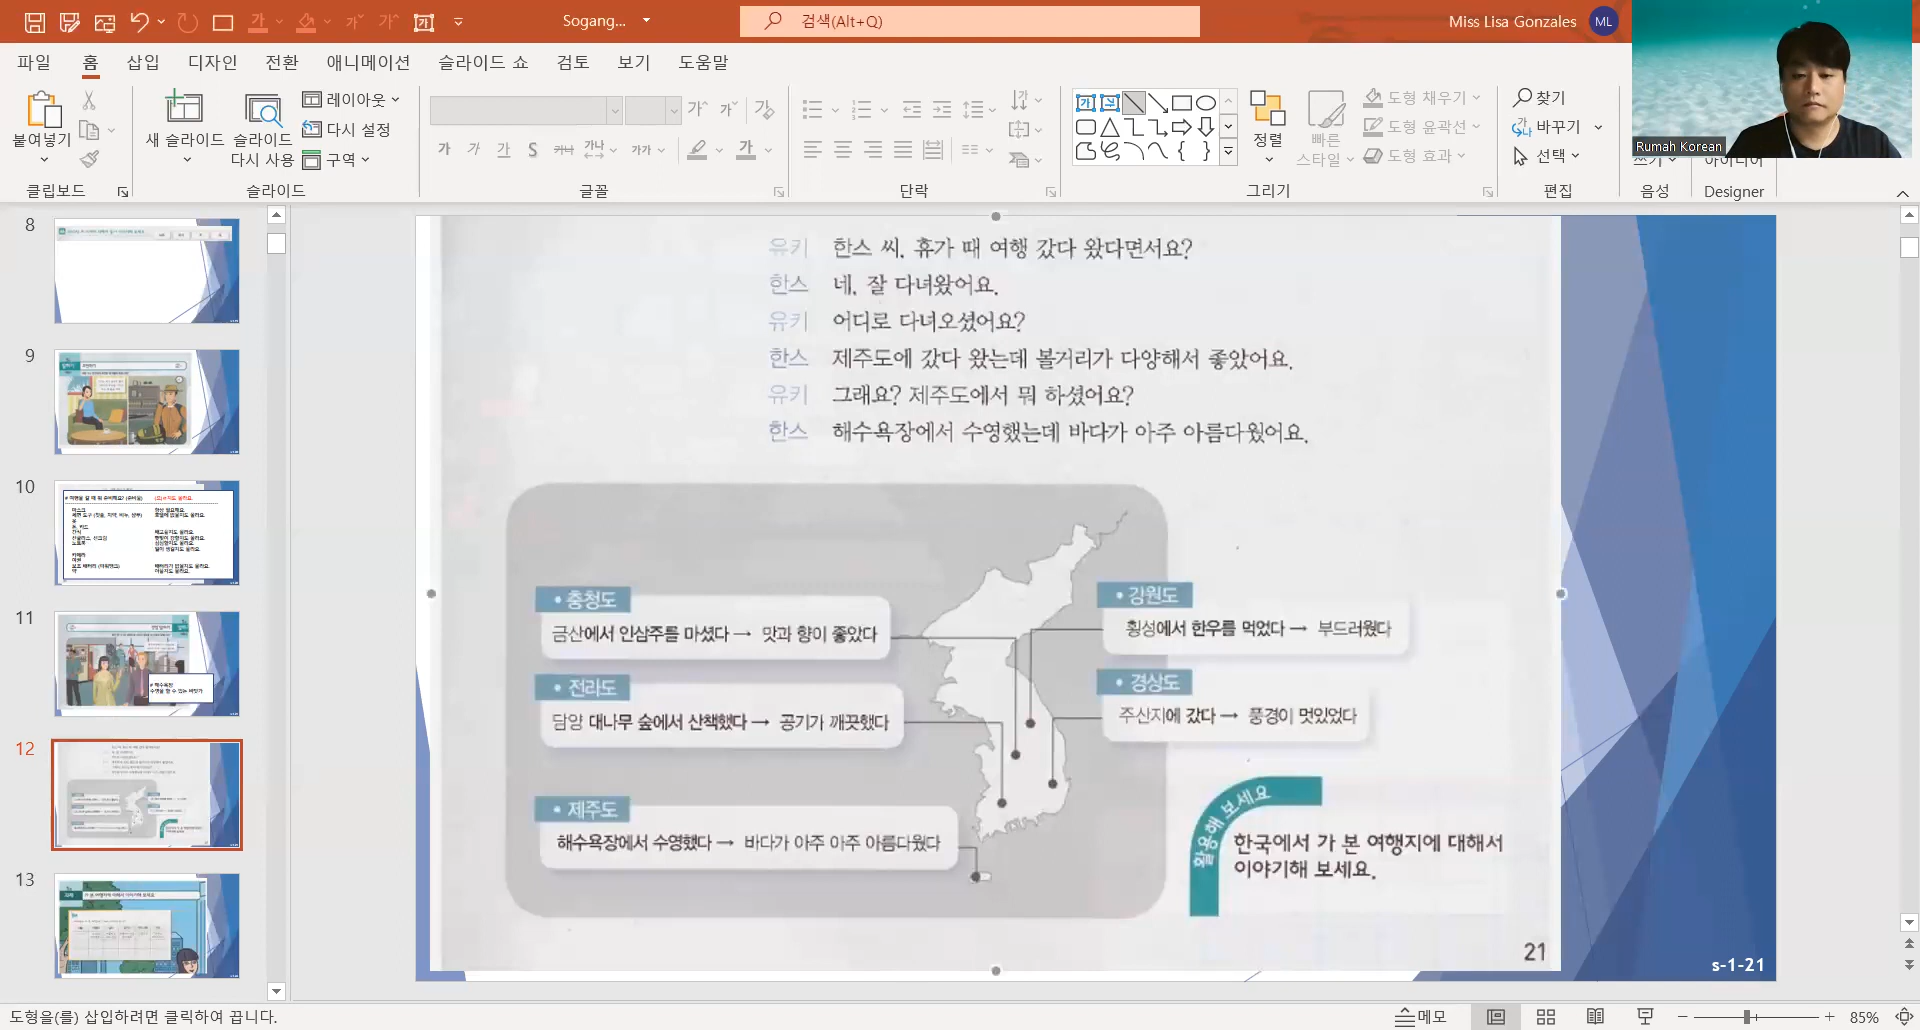 Sogang...
검색(Alt+Q)
Miss Lisa Gonzales
ML
파일
홈
삽입
디자인
전환
애니메이션
슬라이드 쇼
검토
보기
도움말
붙여넣기
새 슬라이드
슬라이드
다시 사용
레이아웃
다시 설정
구역
정렬
빠른
스타일
도형 채우기
도형 윤곽선
도형 효과
찾기
바꾸기
선택
Rumah Korean
클립보드
슬라이드
글꼴
단락
그리기
편집
음성
Designer
8
9
10
11
12
13
유키 한스 씨, 휴가 때 여행 갔다 왔다면서요?
한스 네, 잘 다녀왔어요.
유키 어디로 다녀오셨어요?
한스 제주도에 갔다 왔는데 볼거리가 다양해서 좋았어요.
유키 그래요? 제주도에서 뭐 하셨어요?
한스 해수욕장에서 수영했는데 바다가 아주 아름다웠어요.
• 충청도
금산에서 인삼주를 마셨다 → 맛과 향이 좋았다
• 전라도
담양 대나무 숲에서 산책했다 → 공기가 깨끗했다
• 제주도
해수욕장에서 수영했다 → 바다가 아주 아주 아름다웠다
• 강원도
횡성에서 한우를 먹었다 → 부드러웠다
• 경상도
주산지에 갔다 → 풍경이 멋있었다
활용해 보세요
한국에서 가 본 여행지에 대해서
이야기해 보세요.
21
s-1-21
도형을(를) 삽입하려면 클릭하여 끕니다.
메모
85%